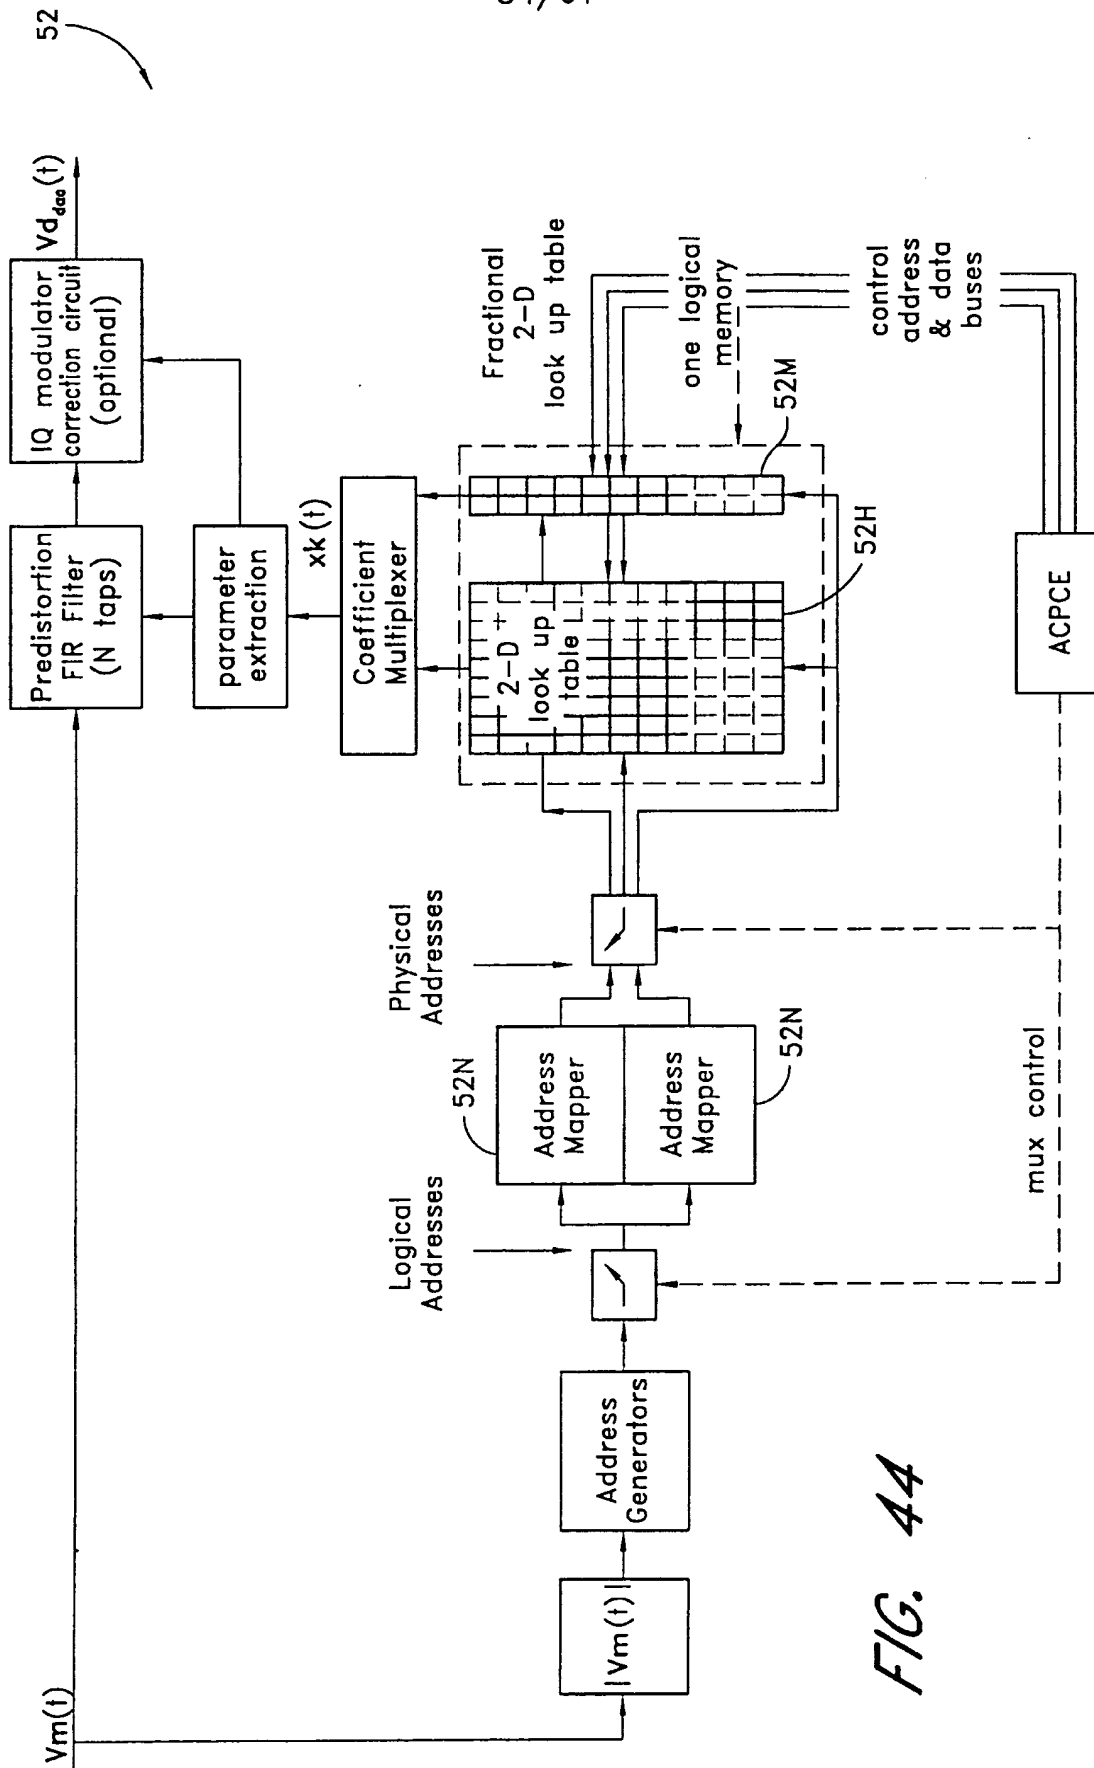 52
Vm(t)
Predistortion
FIR Filter
(N taps)
IQ modulator
correction circuit
(optional)
Vd_dac(t)
parameter
extraction
xk(t)
Coefficient
Multiplexer
|Vm(t)|
Address
Generators
Logical
Addresses
52N
Address
Mapper
Address
Mapper
52N
Physical
Addresses
2-D
look up
table
52H
52M
Fractional
2-D
look up table
one logical
memory
control
address
& data
buses
ACPCE
mux control
FIG. 44